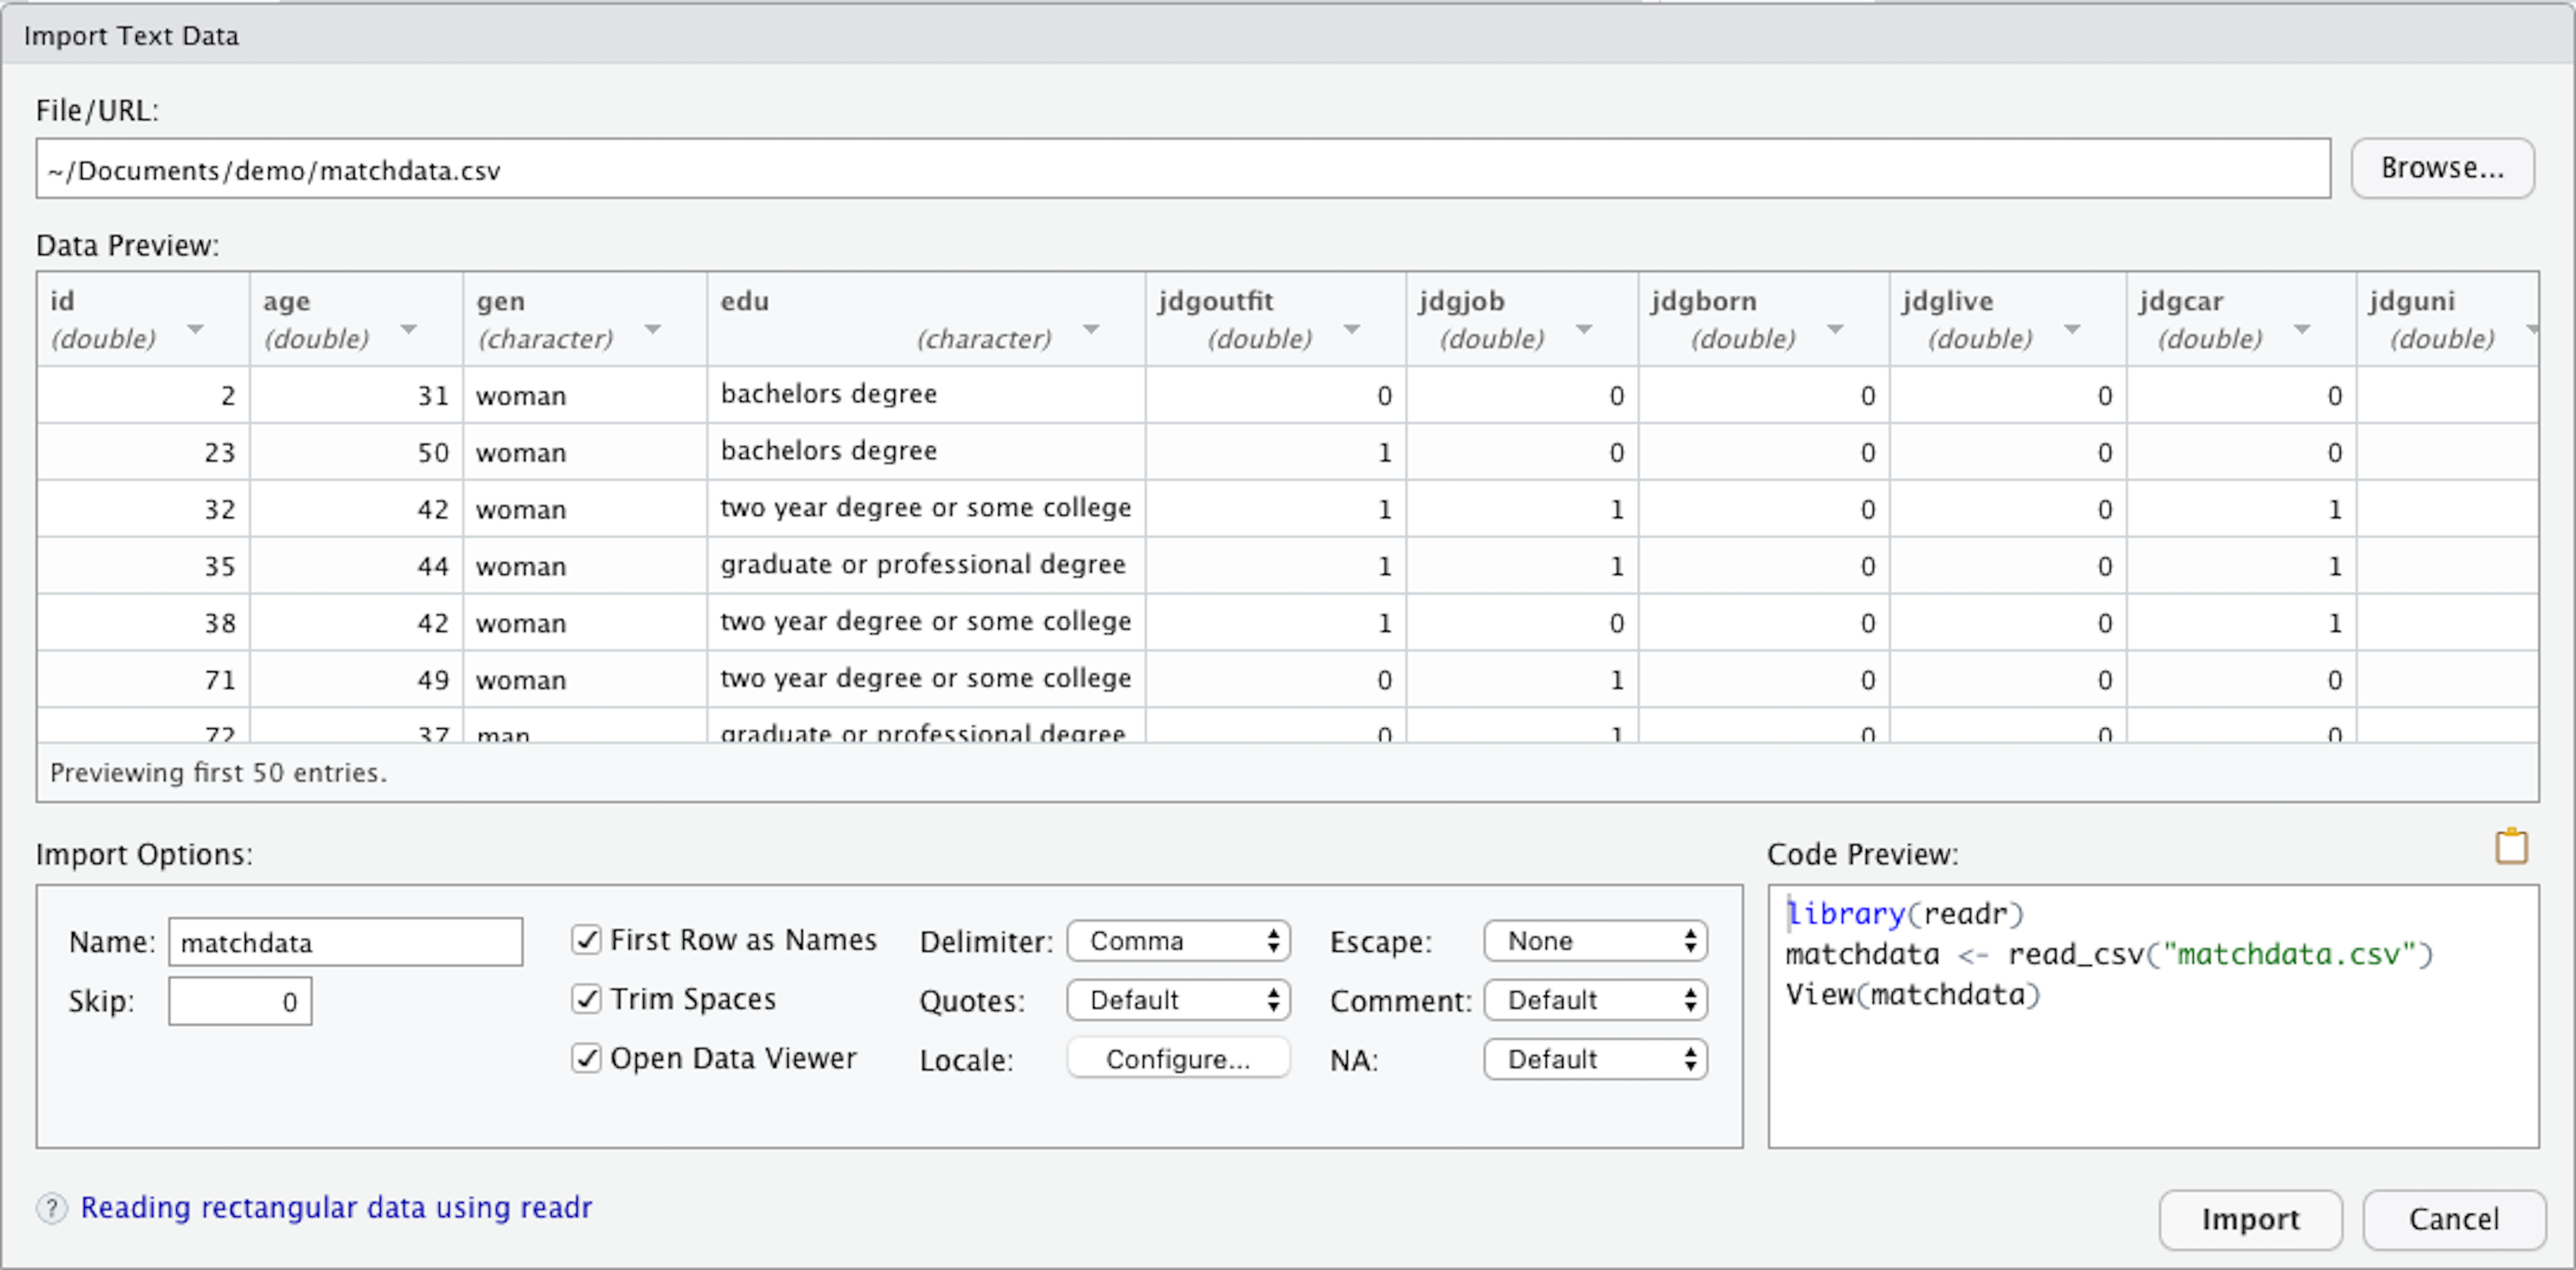 Import Text Data
File/URL:
~/Documents/demo/matchdata.csv Browse...
Data Preview:
id age gen edu jdgoutfit jdgjob jdgborn jdglive jdgcar jdguni
(double) (double) (character) (character) (double) (double) (double) (double) (double) (double)
2 31 woman bachelors degree 0 0 0 0 0
23 50 woman bachelors degree 1 0 0 0 0
32 42 woman two year degree or some college 1 1 0 0 1
35 44 woman graduate or professional degree 1 1 0 0 1
38 42 woman two year degree or some college 1 0 0 0 1
71 49 woman two year degree or some college 0 1 0 0 0
72 37 man graduate or professional degree 0 1 0 0 0
Previewing first 50 entries.
Import Options:
Name: matchdata First Row as Names Delimiter: Comma Escape: None
Skip: 0 Trim Spaces Quotes: Default Comment: Default
Open Data Viewer Locale: Configure... NA: Default
Code Preview:
library(readr)
matchdata <- read_csv("matchdata.csv")
View(matchdata)
? Reading rectangular data using readr
Import Cancel